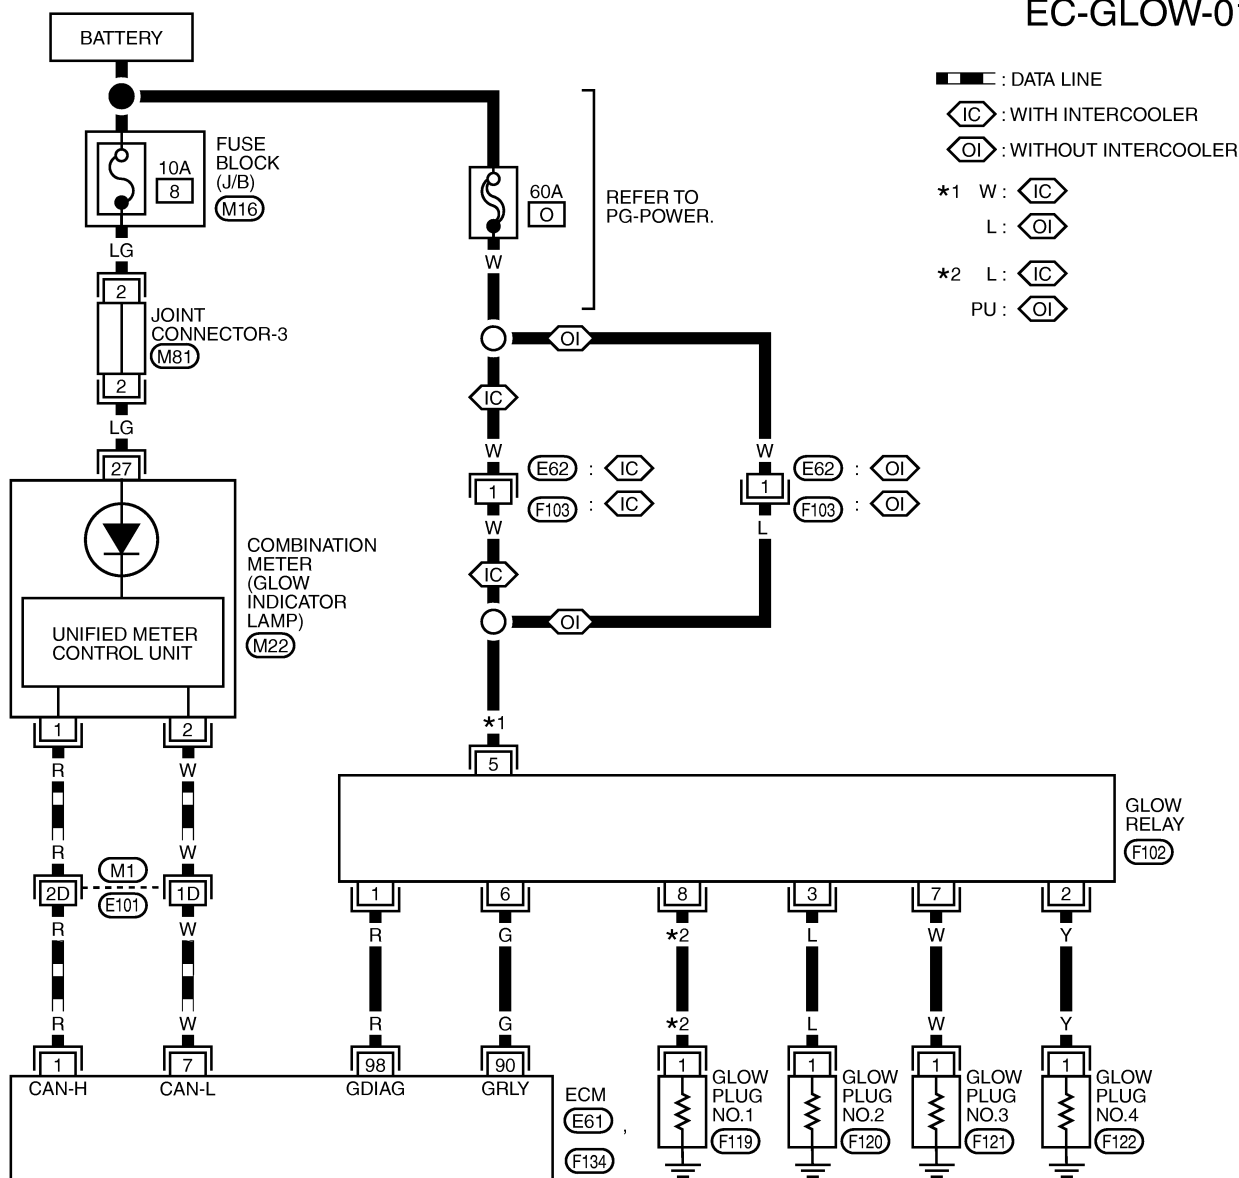 EC-GLOW-01
BATTERY
: DATA LINE
IC : WITH INTERCOOLER
OI : WITHOUT INTERCOOLER
*1 W : IC
L : OI
*2 L : IC
PU : OI
10A
8
FUSE
BLOCK
(J/B)
M16
60A
O
REFER TO
PG-POWER.
LG
2
JOINT
CONNECTOR-3
M81
2
LG
27
W
OI
IC
W
1
W
IC
E62 : IC
F103 : IC
W
1
L
E62 : OI
F103 : OI
OI
*1
5
COMBINATION
METER
(GLOW
INDICATOR
LAMP)
M22
UNIFIED METER
CONTROL UNIT
1 2
R W
R W
2D M1 1D
E101
R W
R W
1 7
CAN-H CAN-L
GLOW
RELAY
F102
1 6 8 3 7 2
R G *2 L W Y
R G *2 L W Y
98 90 1 1 1 1
GDIAG GRLY
ECM
E61 ,
F134
GLOW
PLUG
NO.1
F119
GLOW
PLUG
NO.2
F120
GLOW
PLUG
NO.3
F121
GLOW
PLUG
NO.4
F122